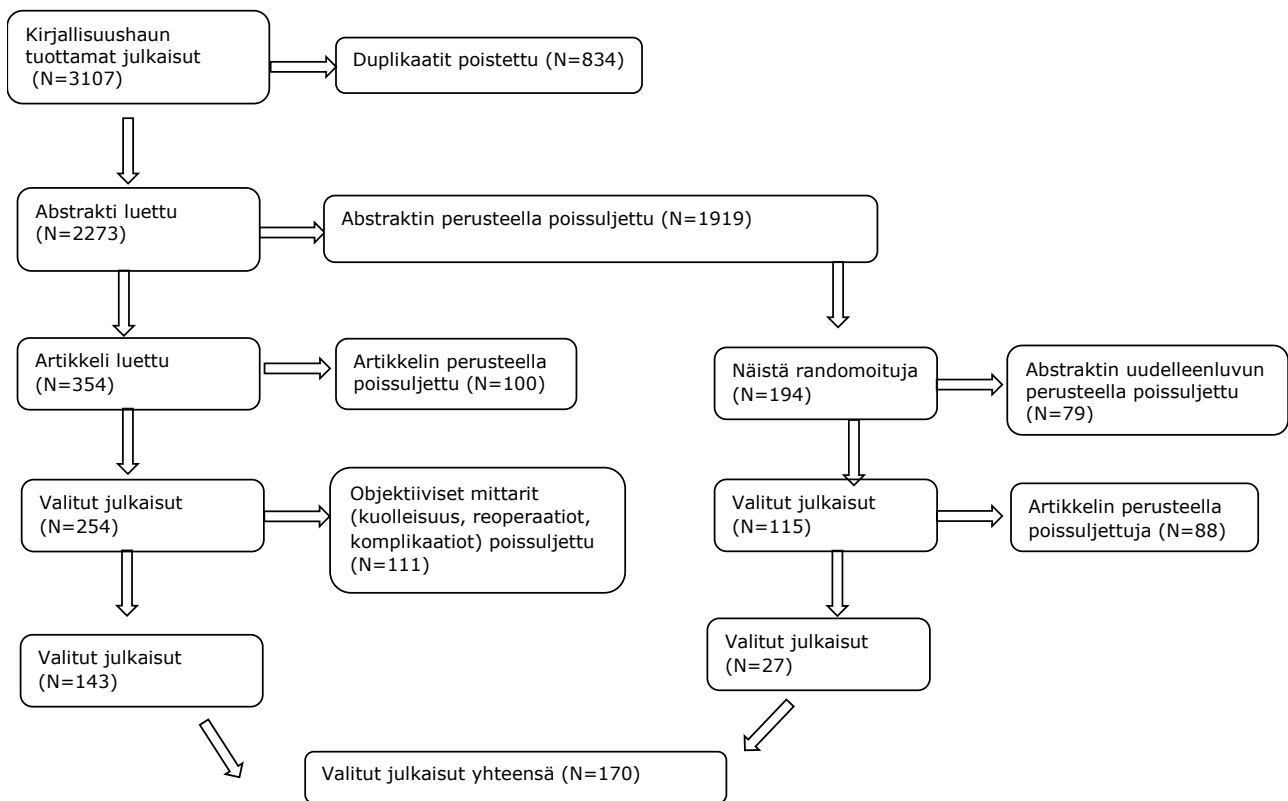 Kirjallisuushaun
tuottamat julkaisut
(N=3107)
Duplikaatit poistettu (N=834)
Abstrakti luettu
(N=2273)
Abstraktin perusteella poissuljettu (N=1919)
Artikkeli luettu
(N=354)
Artikkelin perusteella
poissuljettu (N=100)
Näistä randomoituja
(N=194)
Abstraktin uudelleenluvun
perusteella poissuljettu
(N=79)
Valitut julkaisut
(N=254)
Objektiiviset mittarit
(kuolleisuus, reoperaatiot,
komplikaatiot) poissuljettu
(N=111)
Valitut julkaisut
(N=115)
Artikkelin perusteella
poissuljettuja (N=88)
Valitut julkaisut
(N=143)
Valitut julkaisut
(N=27)
Valitut julkaisut yhteensä (N=170)